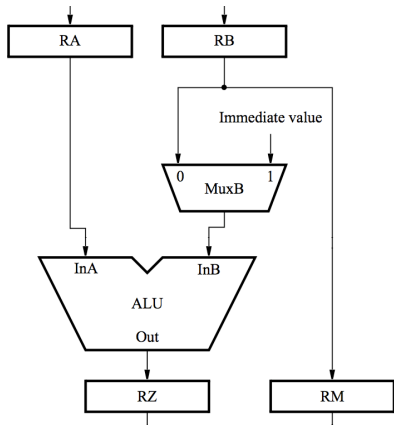 RA
RB
Immediate value
0
1
MuxB
InA
InB
ALU
Out
RZ
RM